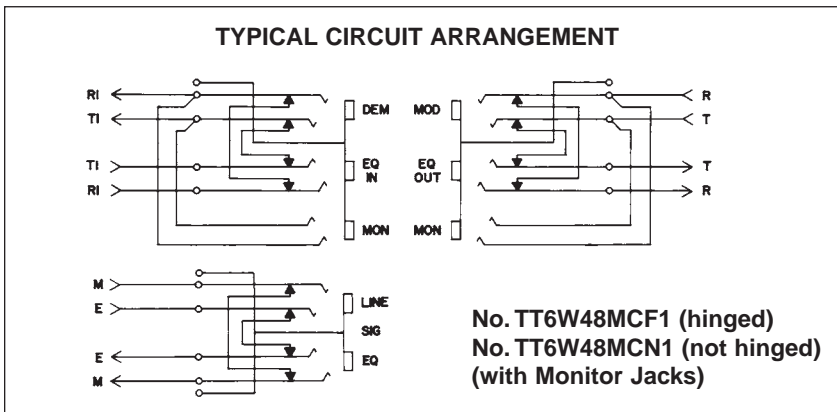 TYPICAL CIRCUIT ARRANGEMENT
RI
TI
TI
RI
DEM
EQ
IN
MON
MOD
EQ
OUT
MON
R
T
T
R
M
E
E
M
LINE
SIG
EQ
No. TT6W48MCF1 (hinged)
No. TT6W48MCN1 (not hinged)
(with Monitor Jacks)